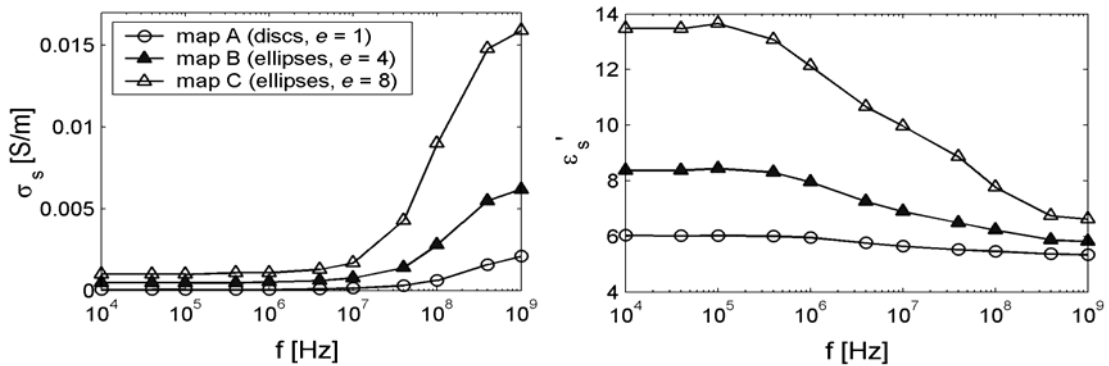 σs [S/m]
0.015
0.01
0.005
0
map A (discs, e = 1)
map B (ellipses, e = 4)
map C (ellipses, e = 8)
10^4 10^5 10^6 10^7 10^8 10^9
f [Hz]
εs'
14
12
10
8
6
4
10^4 10^5 10^6 10^7 10^8 10^9
f [Hz]